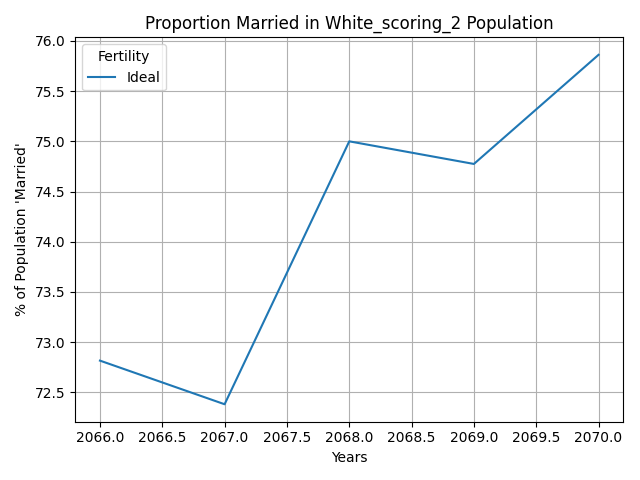 Proportion Married in White_scoring_2 Population
Fertility
Ideal
% of Population 'Married'
76.0
75.5
75.0
74.5
74.0
73.5
73.0
72.5
2066.0 2066.5 2067.0 2067.5 2068.0 2068.5 2069.0 2069.5 2070.0
Years